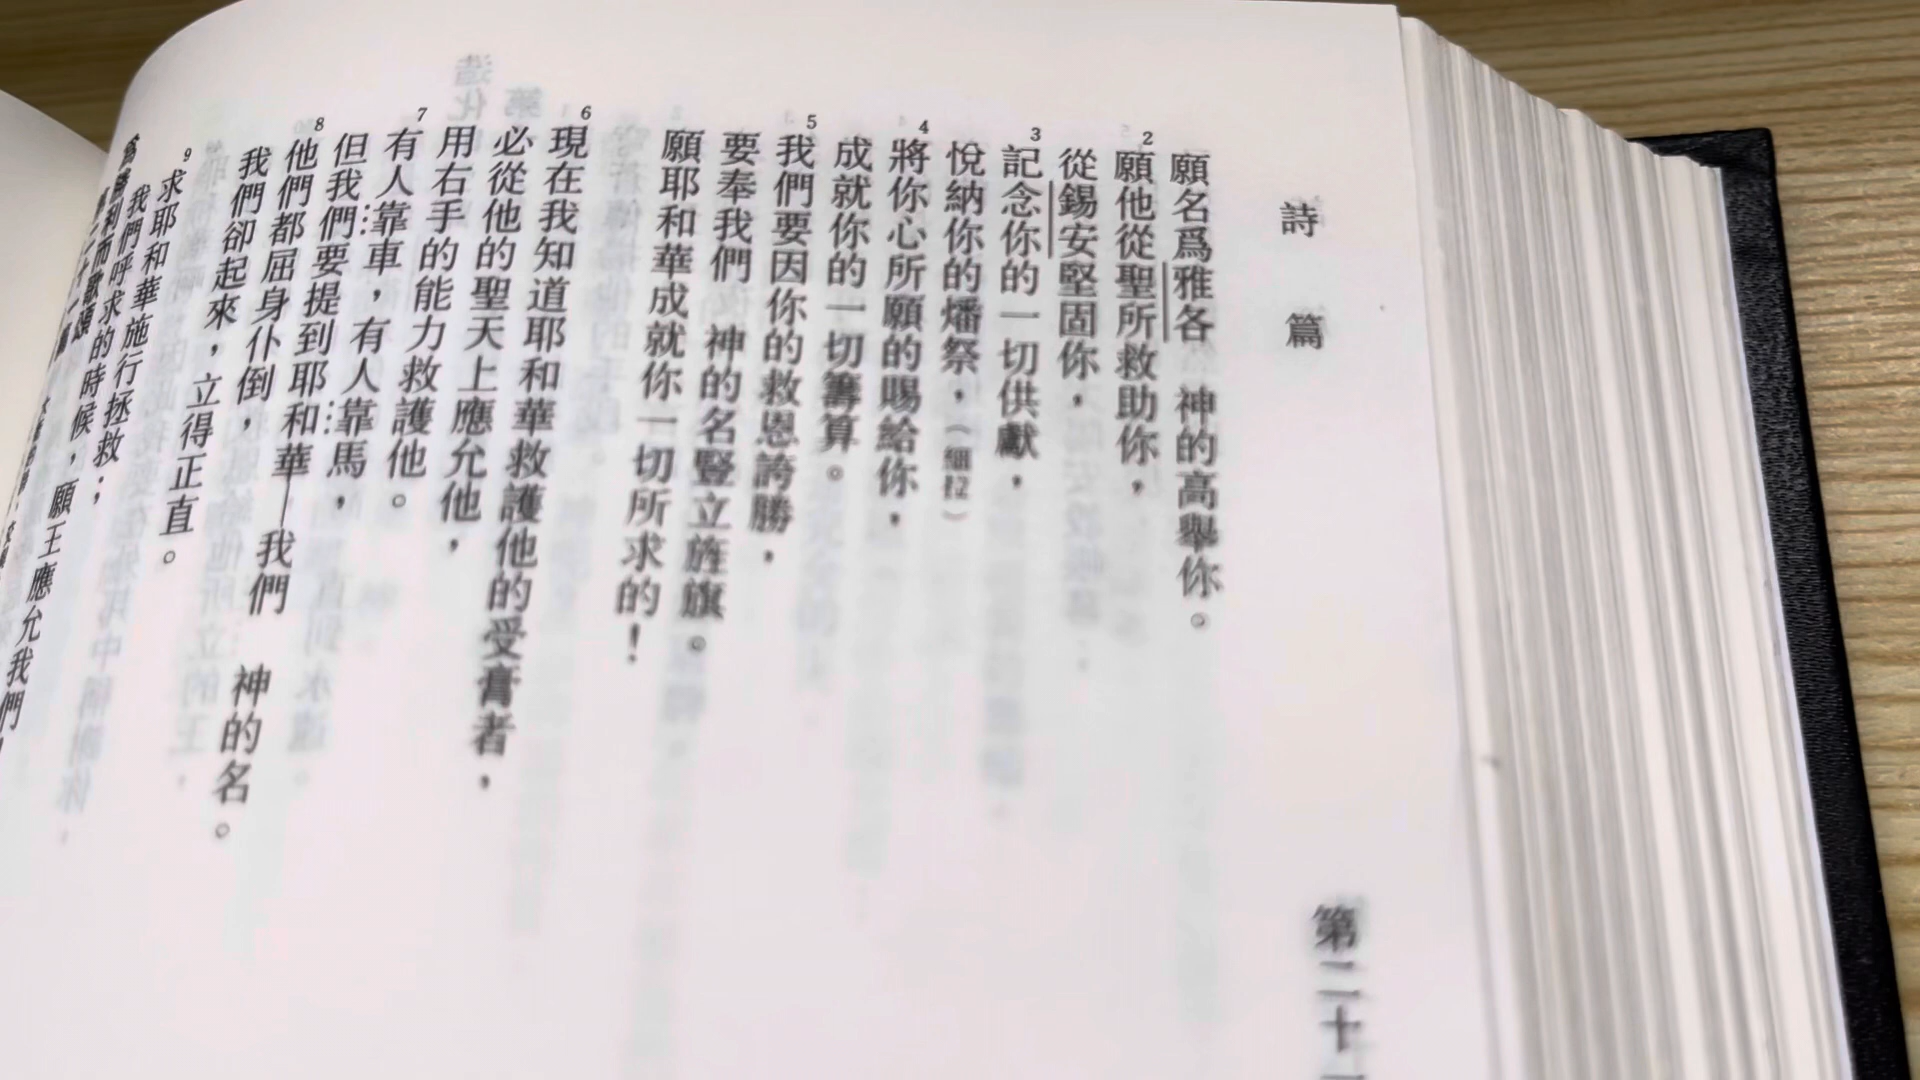 詩篇
第二十
願名爲雅各　神的高舉你。
2願他從聖所救助你，
從錫安堅固你，
3記念你的一切供獻，
悅納你的燔祭，（細拉）
4將你心所願的賜給你，
成就你的一切籌算。
5我們要因你的救恩誇勝，
要奉我們　神的名豎立旌旗。
願耶和華成就你一切所求的！
6現在我知道耶和華救護他的受膏者，
必從他的聖天上應允他，
用右手的能力救護他。
7有人靠車，有人靠馬，
但我們要提到耶和華—我們　神的名。
8他們都屈身仆倒，
我們卻起來，立得正直。
9求耶和華施行拯救；
我們呼求的時候，願王應允我們
爲勝利而歌頌